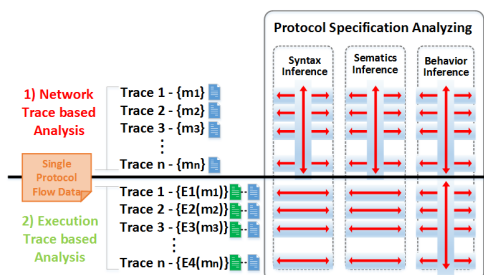 Protocol Specification Analyzing
Syntax
Inference
Sematics
Inference
Behavior
Inference
1) Network
Trace based
Analysis
Trace 1 - {m1}
Trace 2 - {m2}
Trace 3 - {m3}
⋮
Trace n - {mn}
Single
Protocol
Flow Data
2) Execution
Trace based
Analysis
Trace 1 - {E1(m1)}
Trace 2 - {E2(m2)}
Trace 3 - {E3(m3)}
⋮
Trace n - {E4(mn)}